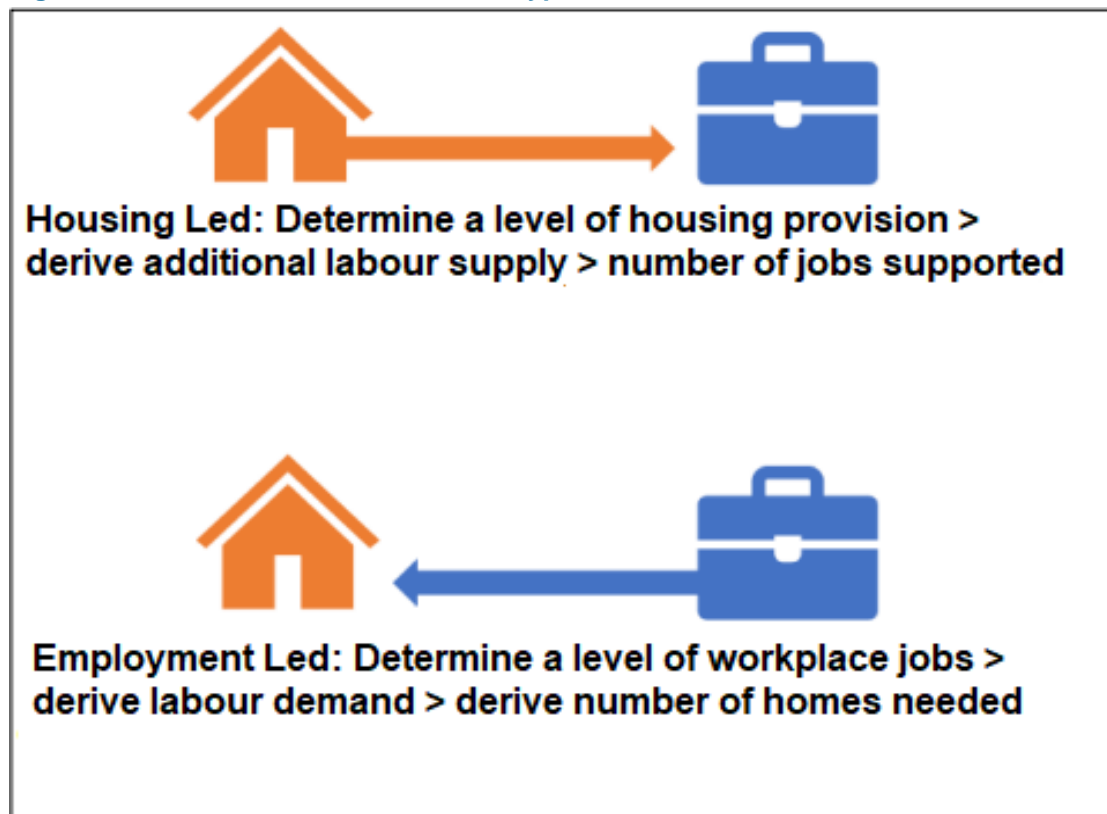 Housing Led: Determine a level of housing provision >
derive additional labour supply > number of jobs supported
Employment Led: Determine a level of workplace jobs >
derive labour demand > derive number of homes needed